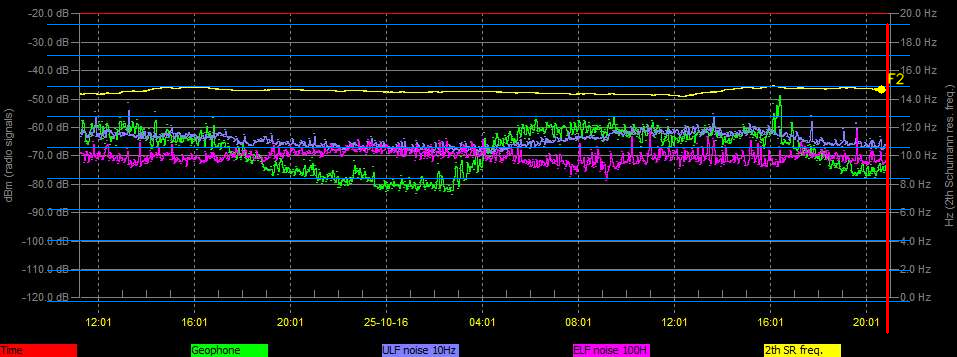 -20.0 dB 20.0 Hz
-30.0 dB 18.0 Hz
-40.0 dB 16.0 Hz
F2
-50.0 dB 14.0 Hz
-60.0 dB 12.0 Hz
-70.0 dB 10.0 Hz
-80.0 dB 8.0 Hz
-90.0 dB 6.0 Hz
-100.0 dB 4.0 Hz
-110.0 dB 2.0 Hz
-120.0 dB 0.0 Hz
dBm (radio signals)
Hz (2th Schumann res. freq.)
12:01 16:01 20:01 25-10-16 04:01 08:01 12:01 16:01 20:01
Time Geophone ULF noise 10Hz ELF noise 100H 2th SR freq.